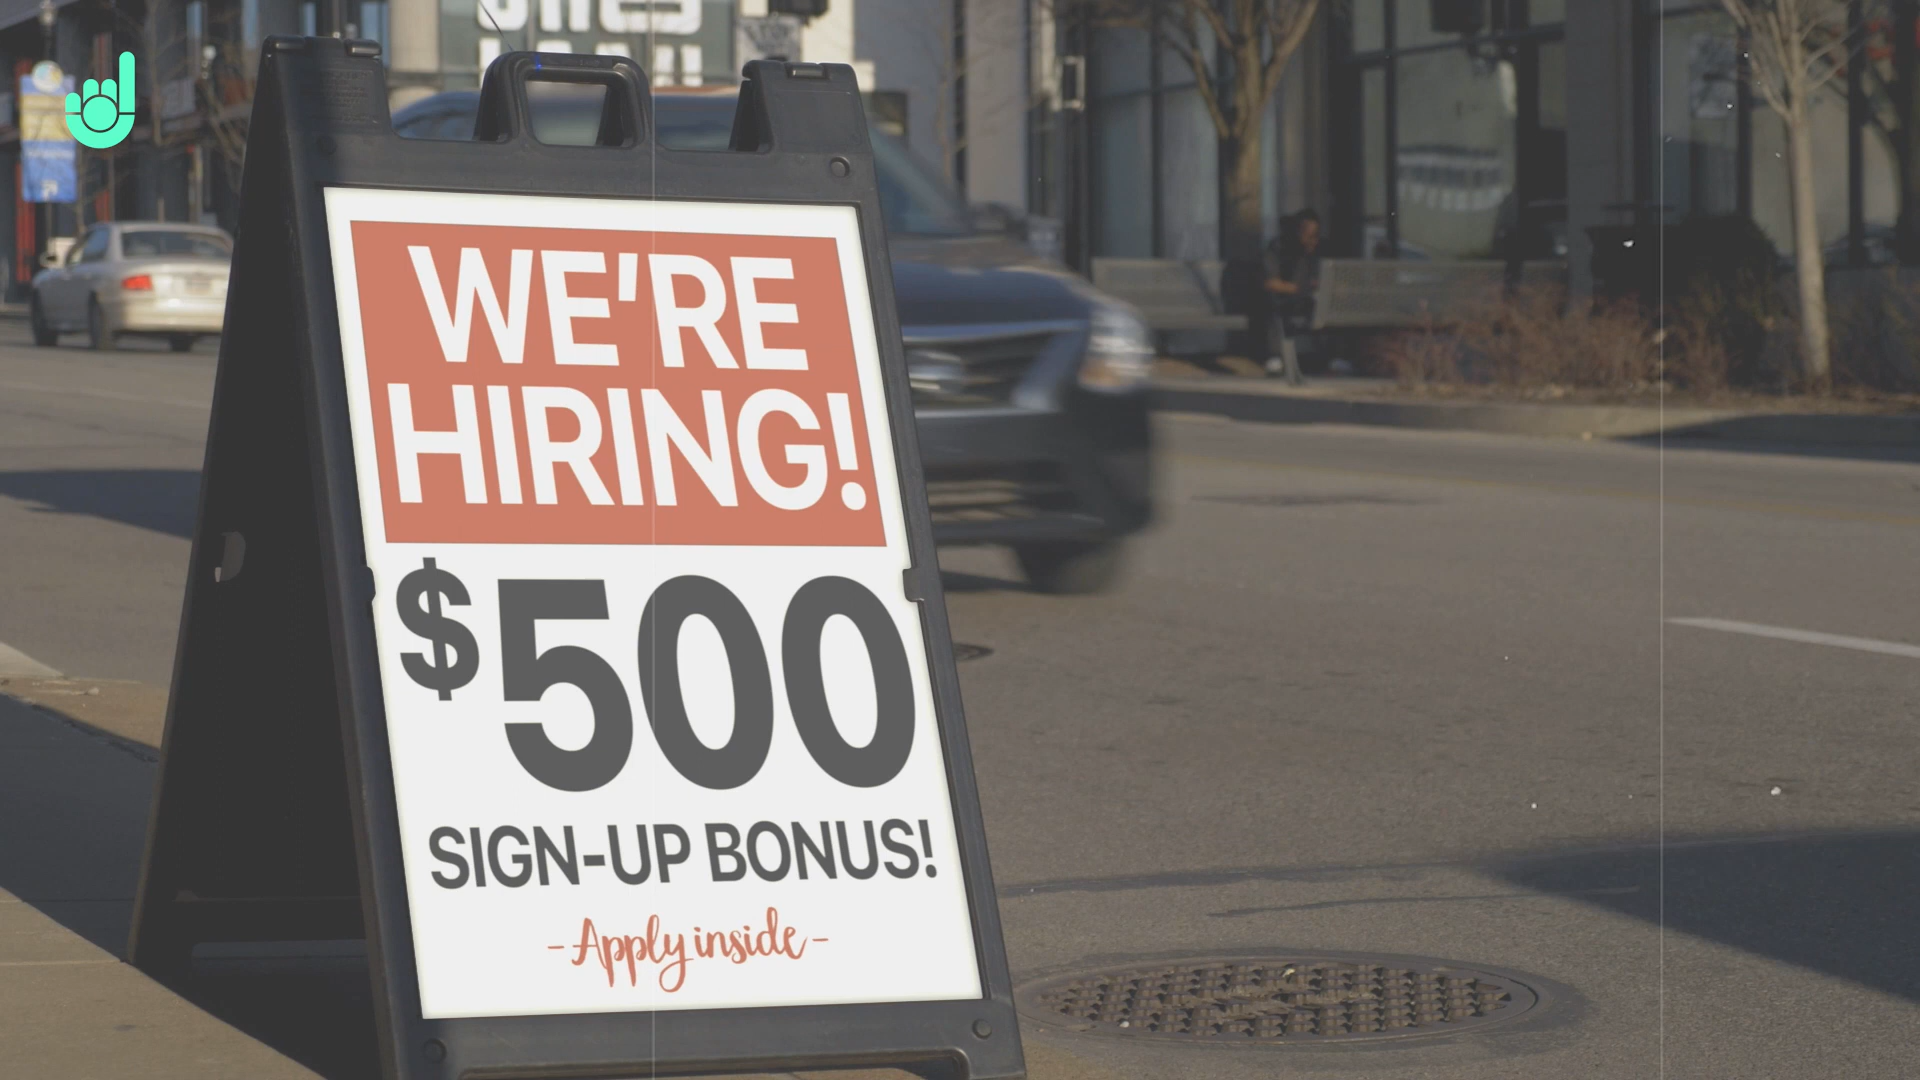 WE'RE
HIRING!
$500
SIGN-UP BONUS!
- Apply inside -